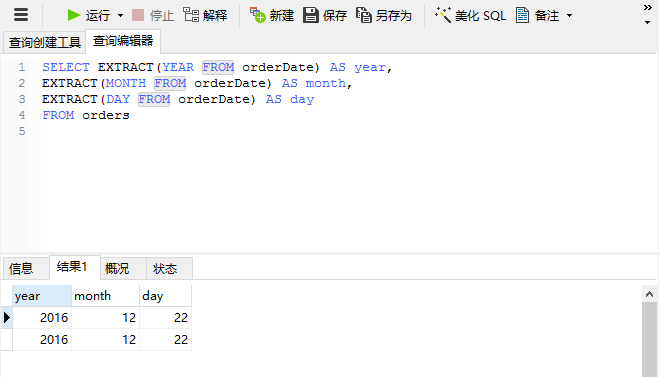 运行 停止 解释 新建 保存 另存为 美化 SQL 备注
查询创建工具 查询编辑器
1 SELECT EXTRACT(YEAR FROM orderDate) AS year,
2 EXTRACT(MONTH FROM orderDate) AS month,
3 EXTRACT(DAY FROM orderDate) AS day
4 FROM orders
5
信息 结果1 概况 状态
year month day
2016 12 22
2016 12 22